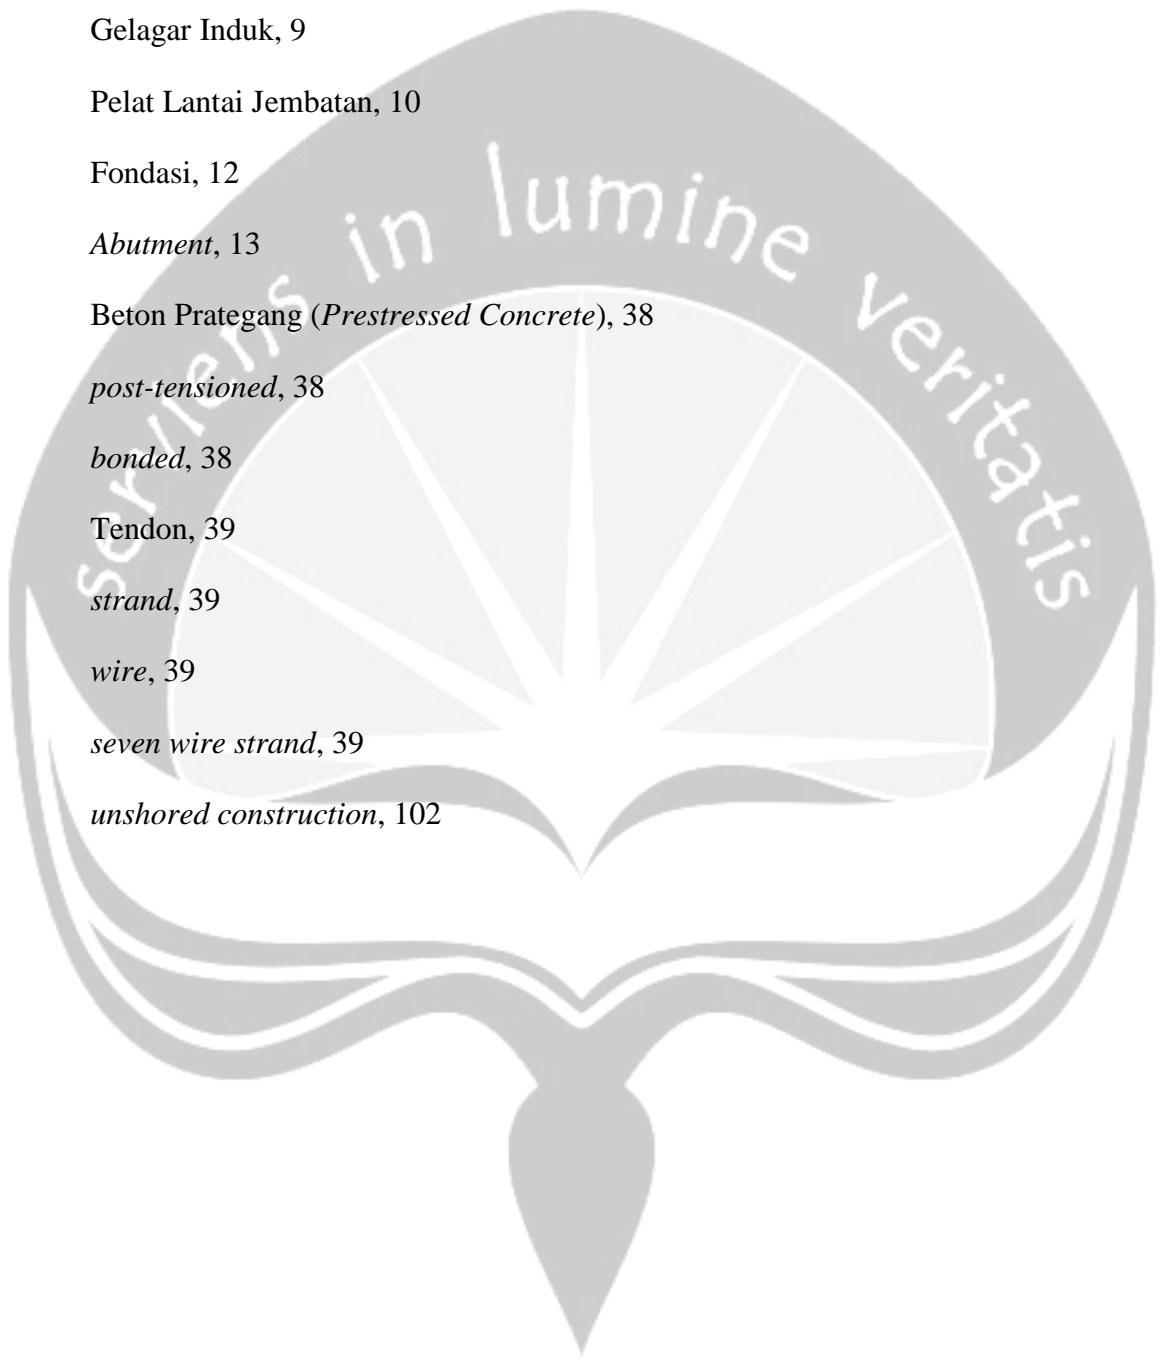 Gelagar Induk, 9
Pelat Lantai Jembatan, 10
Fondasi, 12
Abutment, 13
Beton Prategang (Prestressed Concrete), 38
post-tensioned, 38
bonded, 38
Tendon, 39
strand, 39
wire, 39
seven wire strand, 39
unshored construction, 102
serviens in lumine veritatis